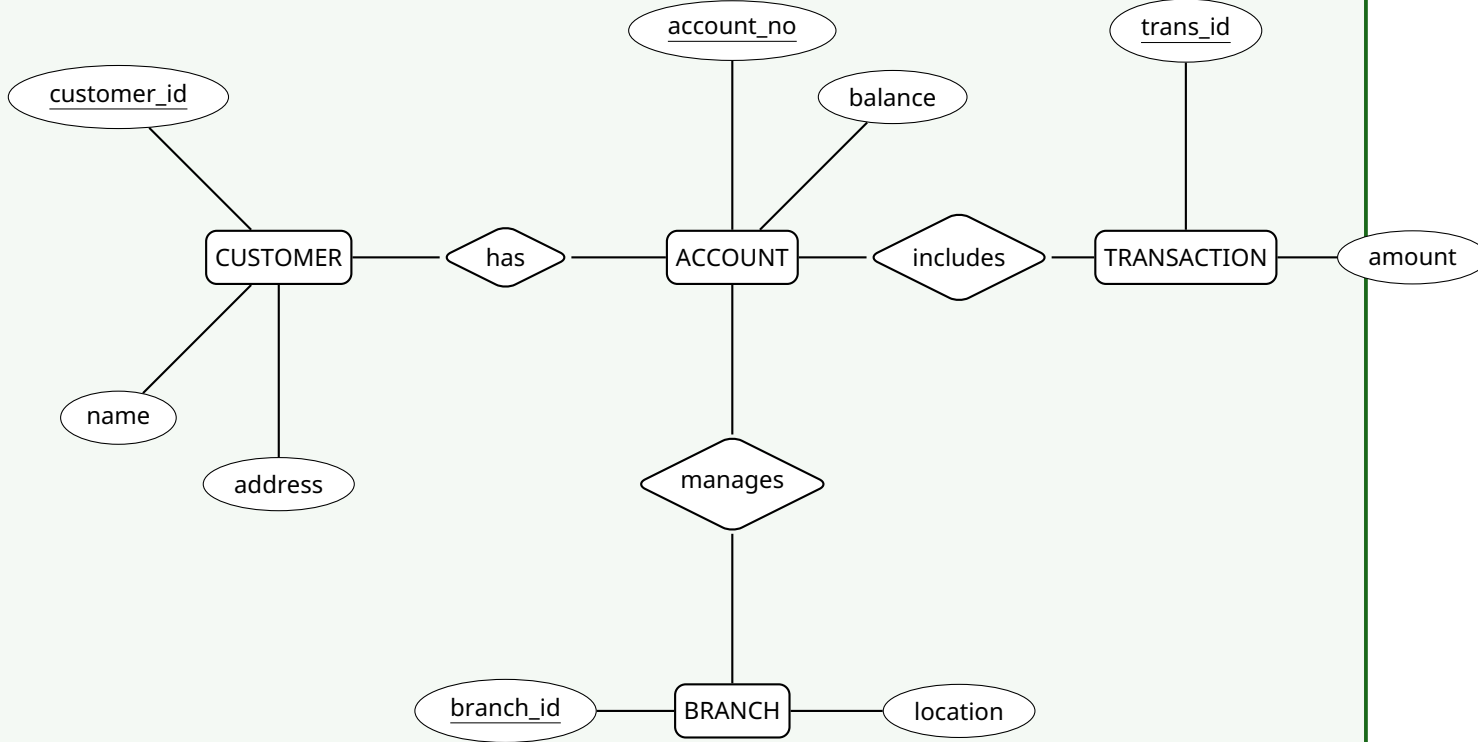 account_no
trans_id
customer_id
balance
CUSTOMER
has
ACCOUNT
includes
TRANSACTION
amount
name
address
manages
branch_id
BRANCH
location